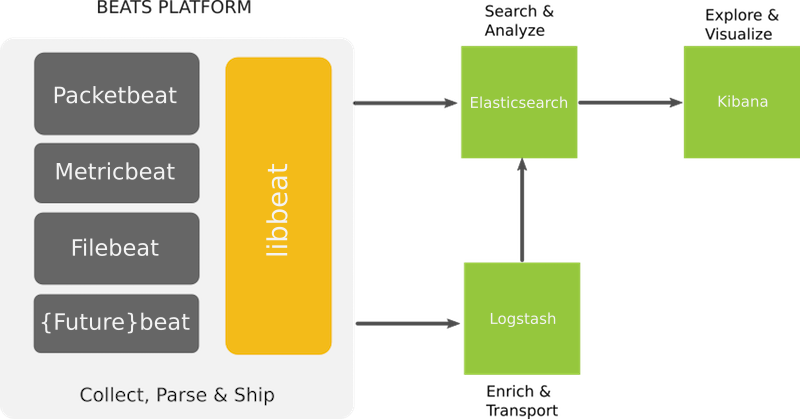 BEATS PLATFORM
Packetbeat
Metricbeat
Filebeat
{Future}beat
libbeat
Collect, Parse & Ship
Search &
Analyze
Elasticsearch
Explore &
Visualize
Kibana
Logstash
Enrich &
Transport